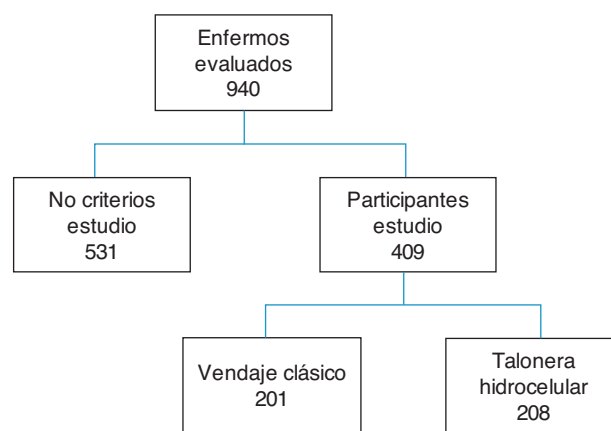 Enfermos
evaluados
940
No criterios
estudio
531
Participantes
estudio
409
Vendaje clásico
201
Talonera
hidrocelular
208